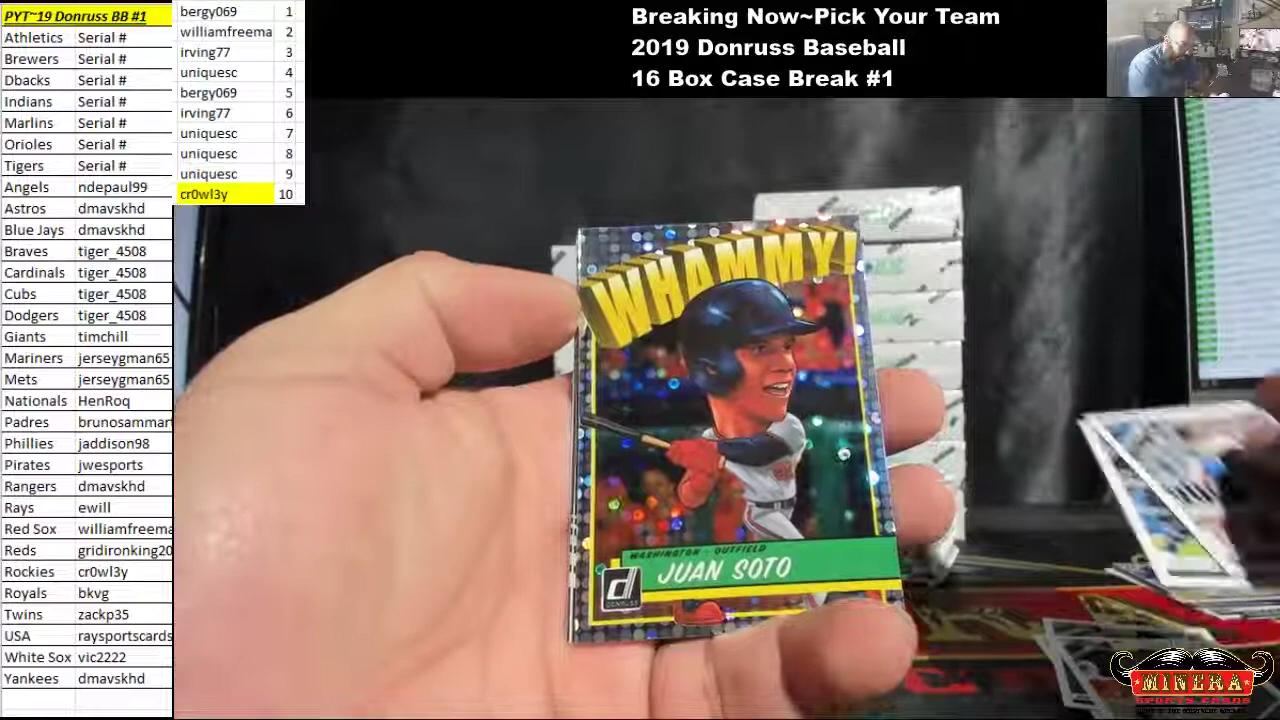 PYT~19 Donruss BB #1
Athletics Serial #
Brewers Serial #
Dbacks Serial #
Indians Serial #
Marlins Serial #
Orioles Serial #
Tigers Serial #
Angels ndepaul99
Astros dmavskhd
Blue Jays dmavskhd
Braves tiger_4508
Cardinals tiger_4508
Cubs tiger_4508
Dodgers tiger_4508
Giants timchill
Mariners jerseygman65
Mets jerseygman65
Nationals HenRoq
Padres brunosammar
Phillies jaddison98
Pirates jwesports
Rangers dmavskhd
Rays ewill
Red Sox williamfreema
Reds gridironking20
Rockies cr0wl3y
Royals bkvg
Twins zackp35
USA raysportscards
White Sox vic2222
Yankees dmavskhd
bergy069 1
williamfreema 2
irving77 3
uniquesc 4
bergy069 5
irving77 6
uniquesc 7
uniquesc 8
uniquesc 9
cr0wl3y 10
Breaking Now~Pick Your Team
2019 Donruss Baseball
16 Box Case Break #1
WHAMMY!
WASHINGTON - OUTFIELD
JUAN SOTO
d
DONRUSS
MINERA
SPORTS CARDS